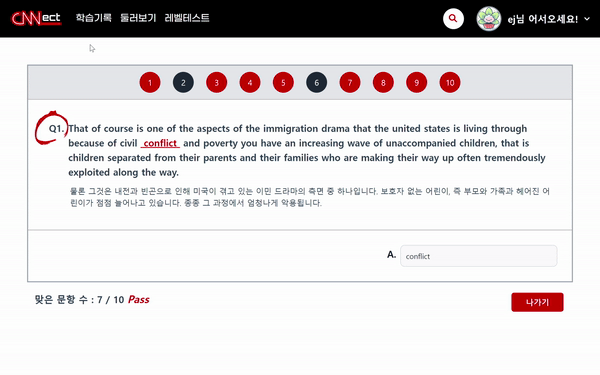 CNNect 학습기록 둘러보기 레벨테스트 ej님 어서오세요!
1 2 3 4 5 6 7 8 9 10
Q1. That of course is one of the aspects of the immigration drama that the united states is living through
because of civil conflict and poverty you have an increasing wave of unaccompanied children, that is
children separated from their parents and their families who are making their way up often tremendously
exploited along the way.
물론 그것은 내전과 빈곤으로 인해 미국이 겪고 있는 이민 드라마의 측면 중 하나입니다. 보호자 없는 어린이, 즉 부모와 가족과 헤어진 어
린이가 점점 늘어나고 있습니다. 종종 그 과정에서 엄청나게 악용됩니다.
A. conflict
맞은 문항 수 : 7 / 10 Pass
나가기